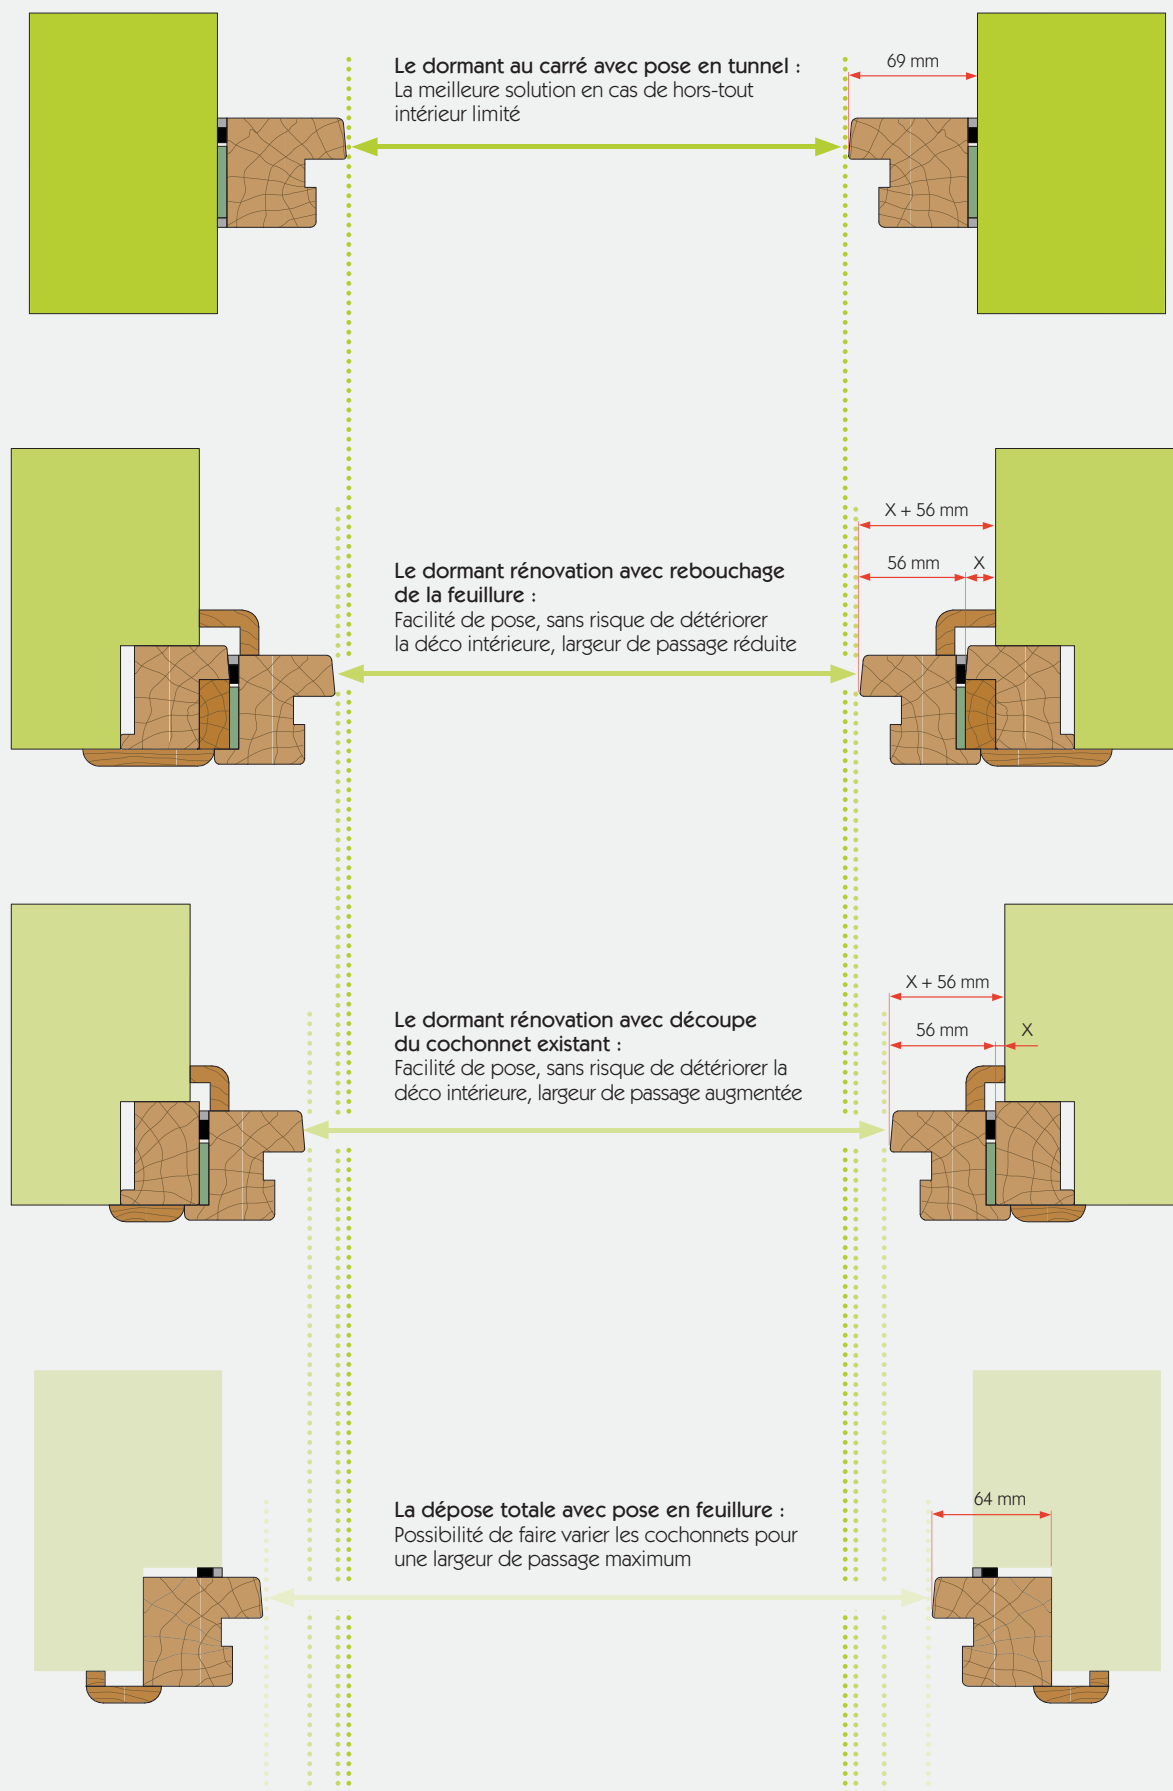 Le dormant au carré avec pose en tunnel :
La meilleure solution en cas de hors-tout
intérieur limité
69 mm
X + 56 mm
56 mm
X
Le dormant rénovation avec rebouchage
de la feuillure :
Facilité de pose, sans risque de détériorer
la déco intérieure, largeur de passage réduite
X + 56 mm
56 mm
X
Le dormant rénovation avec découpe
du cochonnet existant :
Facilité de pose, sans risque de détériorer la
déco intérieure, largeur de passage augmentée
64 mm
La dépose totale avec pose en feuillure :
Possibilité de faire varier les cochonnets pour
une largeur de passage maximum